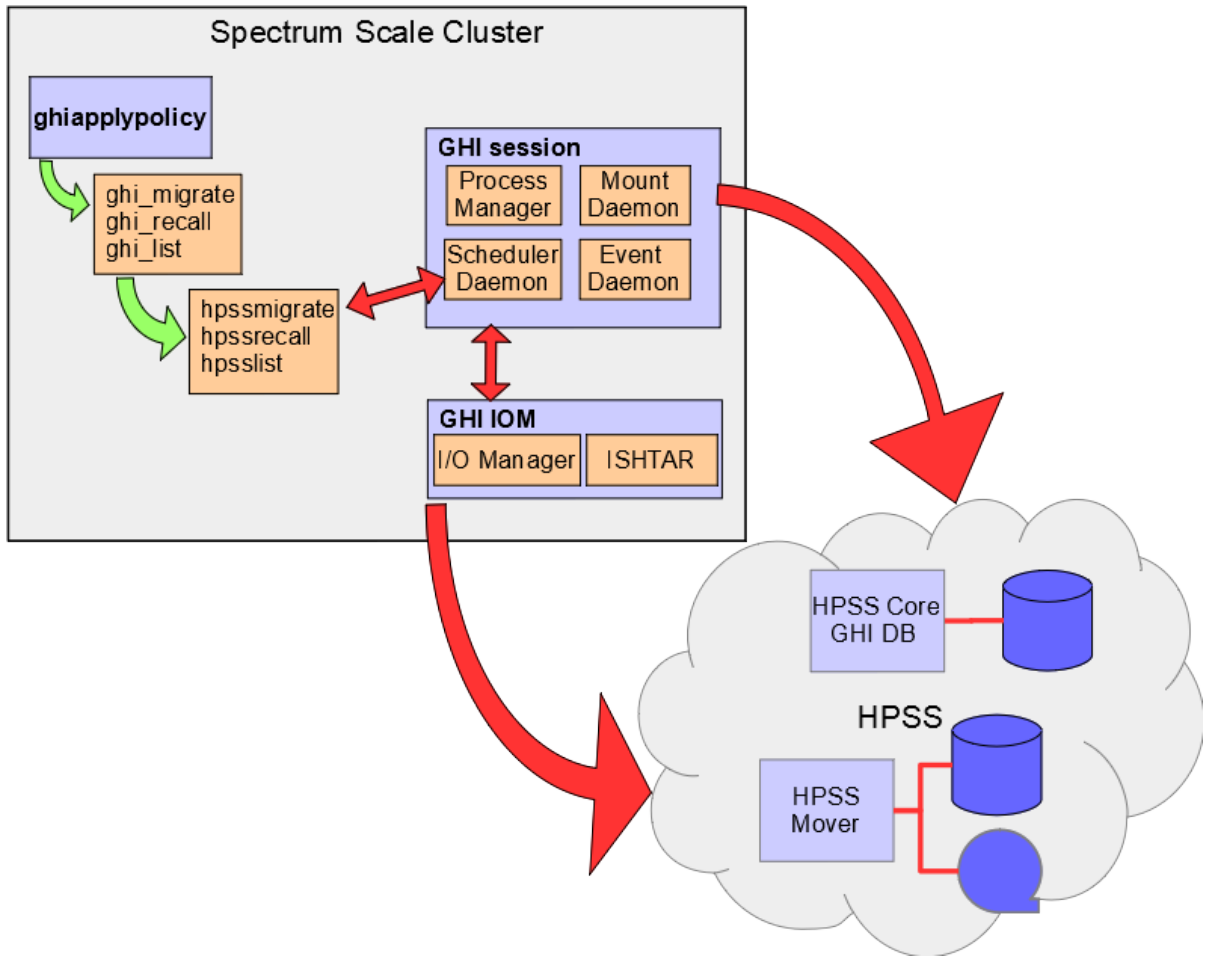 Spectrum Scale Cluster
ghiapplypolicy
ghi_migrate
ghi_recall
ghi_list
hpssmigrate
hpssrecall
hpsslist
GHI session
Process
Manager
Mount
Daemon
Scheduler
Daemon
Event
Daemon
GHI IOM
I/O Manager
ISHTAR
HPSS Core
GHI DB
HPSS
HPSS
Mover